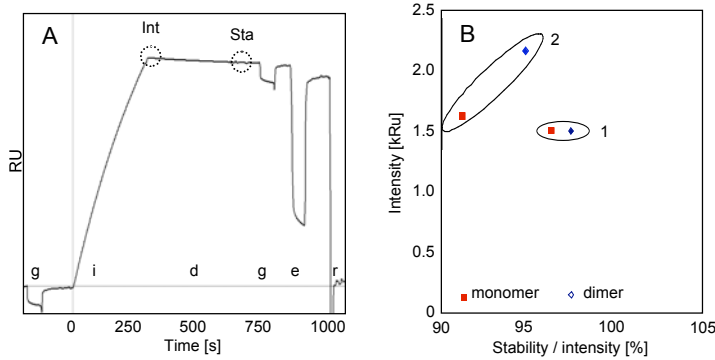 A
Int
Sta
RU
g i d g e r
0 250 500 750 1000
Time [s]
B
2.5
2.0
1.5
1.0
0.5
0
Intensity [kRu]
2
1
monomer dimer
90 95 100 105
Stability / intensity [%]